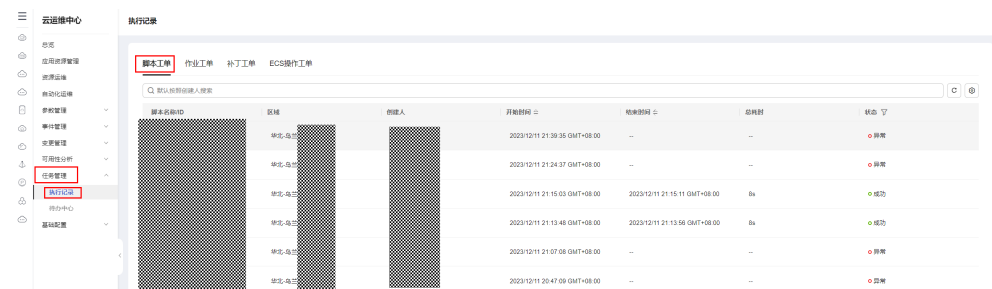 云运维中心
总览
应用资源管理
资源运维
自动化运维
参数管理
事件管理
变更管理
可用性分析
任务管理
执行记录
待办中心
基础配置
执行记录
脚本工单 作业工单 补丁工单 ECS操作工单
默认按照创建人搜索
脚本名称/ID 区域 创建人 开始时间 结束时间 总耗时 状态
华北-乌兰 2023/12/11 21:39:35 GMT+08:00 -- -- 异常
华北-乌兰 2023/12/11 21:24:37 GMT+08:00 -- -- 异常
华北-乌兰 2023/12/11 21:15:03 GMT+08:00 2023/12/11 21:15:11 GMT+08:00 8s 成功
华北-乌兰 2023/12/11 21:13:48 GMT+08:00 2023/12/11 21:13:56 GMT+08:00 8s 成功
华北-乌兰 2023/12/11 21:07:08 GMT+08:00 -- -- 异常
华北-乌兰 2023/12/11 20:47:09 GMT+08:00 -- -- 异常